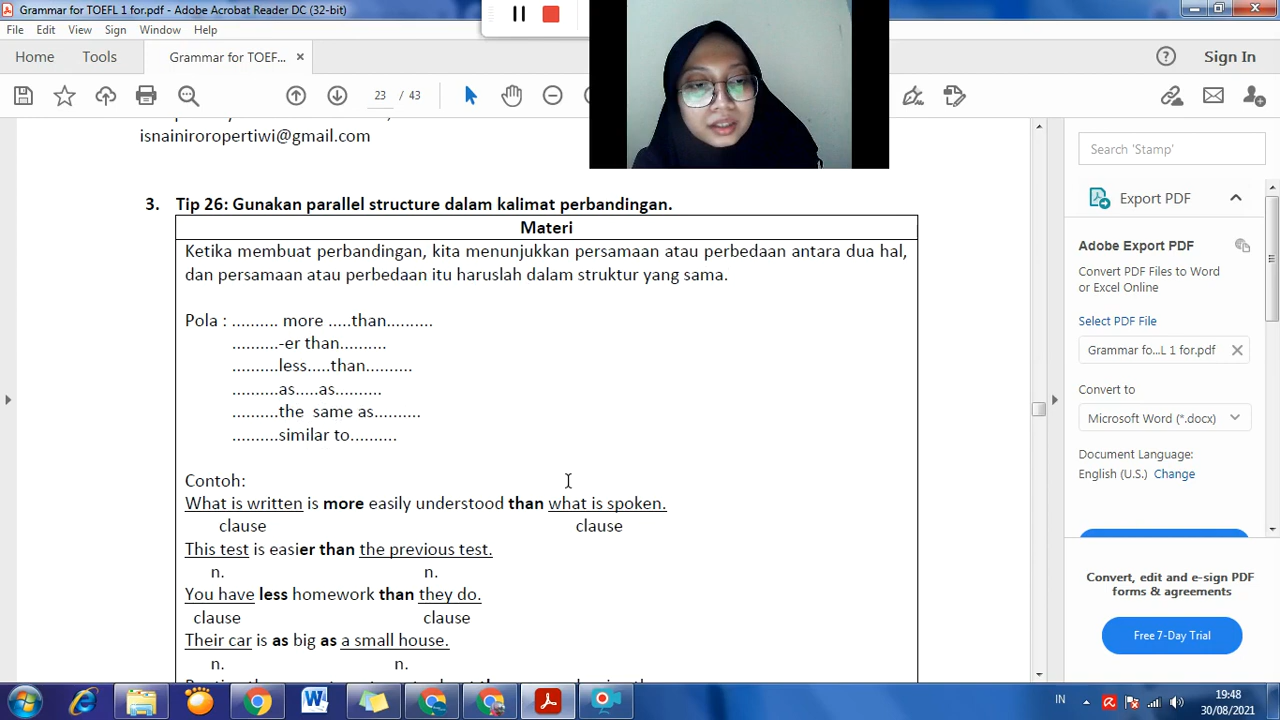 Grammar for TOEFL 1 for.pdf - Adobe Acrobat Reader DC (32-bit)
File Edit View Sign Window Help
Home Tools Grammar for TOEF... × Sign In
23 / 43
isnainiroropertiwi@gmail.com
3. Tip 26: Gunakan parallel structure dalam kalimat perbandingan.
Materi
Ketika membuat perbandingan, kita menunjukkan persamaan atau perbedaan antara dua hal,
dan persamaan atau perbedaan itu haruslah dalam struktur yang sama.
Pola : .......... more .....than..........
..........-er than..........
..........less.....than..........
..........as.....as..........
..........the same as..........
..........similar to..........
Contoh:
What is written is more easily understood than what is spoken.
clause clause
This test is easier than the previous test.
n. n.
You have less homework than they do.
clause clause
Their car is as big as a small house.
n. n.
Search 'Stamp'
Export PDF
Adobe Export PDF
Convert PDF Files to Word
or Excel Online
Select PDF File
Grammar fo...L 1 for.pdf ×
Convert to
Microsoft Word (*.docx)
Document Language:
English (U.S.) Change
Convert, edit and e-sign PDF
forms & agreements
Free 7-Day Trial
IN
19:48
30/08/2021